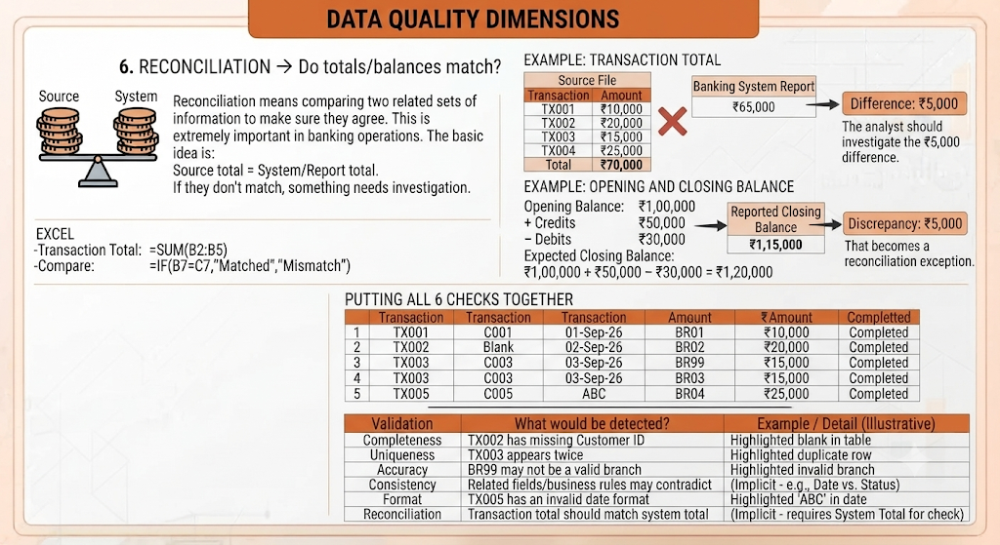 DATA QUALITY DIMENSIONS
6. RECONCILIATION → Do totals/balances match?
Source System
Reconciliation means comparing two related sets of
information to make sure they agree. This is
extremely important in banking operations. The basic
idea is:
Source total = System/Report total.
If they don't match, something needs investigation.
EXCEL
-Transaction Total: =SUM(B2:B5)
-Compare: =IF(B7=C7,"Matched","Mismatch")
EXAMPLE: TRANSACTION TOTAL
Source File
Transaction Amount
TX001 ₹10,000
TX002 ₹20,000
TX003 ₹15,000
TX004 ₹25,000
Total ₹70,000
Banking System Report
₹65,000
Difference: ₹5,000
The analyst should
investigate the ₹5,000
difference.
EXAMPLE: OPENING AND CLOSING BALANCE
Opening Balance: ₹1,00,000
+ Credits ₹50,000
− Debits ₹30,000
Expected Closing Balance:
₹1,00,000 + ₹50,000 − ₹30,000 = ₹1,20,000
Reported Closing
Balance
₹1,15,000
Discrepancy: ₹5,000
That becomes a
reconciliation exception.
PUTTING ALL 6 CHECKS TOGETHER
Transaction Transaction Transaction Amount ₹Amount Completted
1 TX001 C001 01-Sep-26 BR01 ₹10,000 Completed
2 TX002 Blank 02-Sep-26 BR02 ₹20,000 Completed
3 TX003 C003 03-Sep-26 BR99 ₹15,000 Completed
4 TX003 C003 03-Sep-26 BR03 ₹15,000 Completed
5 TX005 C005 ABC BR04 ₹25,000 Completed
Validation What would be detected? Example / Detail (Illustrative)
Completeness TX002 has missing Customer ID Highlighted blank in table
Uniqueness TX003 appears twice Highlighted duplicate row
Accuracy BR99 may not be a valid branch Highlighted invalid branch
Consistency Related fields/business rules may contradict (Implicit - e.g., Date vs. Status)
Format TX005 has an invalid date format Highlighted 'ABC' in date
Reconciliation Transaction total should match system total (Implicit - requires System Total for check)